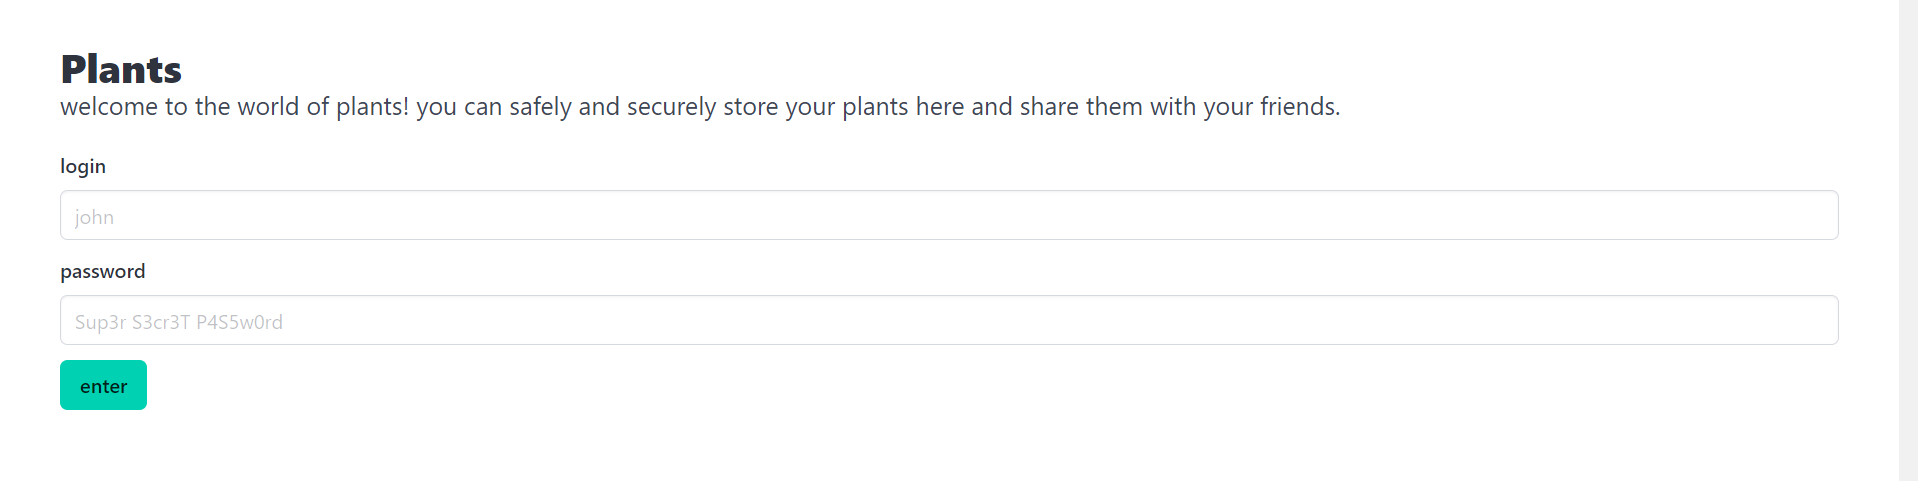 Plants
welcome to the world of plants! you can safely and securely store your plants here and share them with your friends.
login
john
password
Sup3r S3cr3T P4S5w0rd
enter